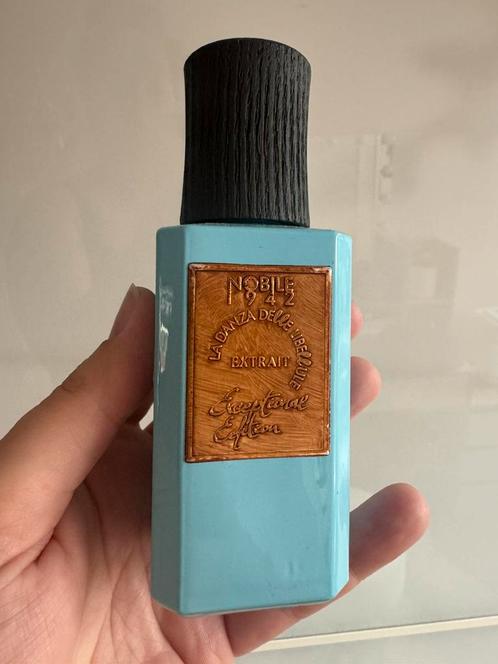 NOBILE
1942
LA DANZA DELLE LIBELLULE
EXTRAIT
Exceptional
Edition